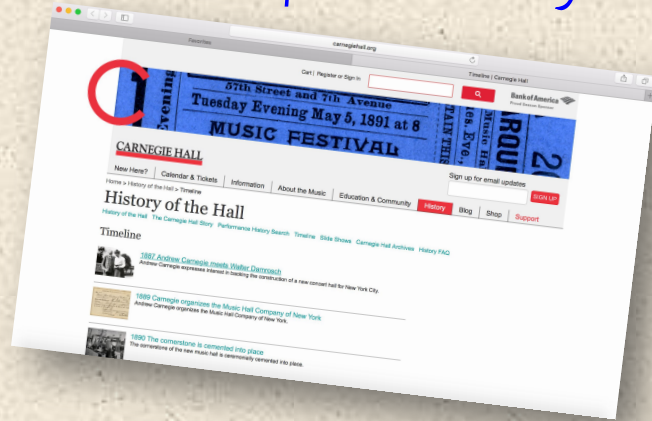 carnegiehall.org
Favorites
Timeline | Carnegie Hall
Cart | Register or Sign In
Bank of America
Proud Season Sponsor
Evening
57th Street and 7th Avenue
Tuesday Evening May 5, 1891 at 8
MUSIC FESTIVAL
CARNEGIE HALL
Sign up for email updates
SIGN UP
New Here? | Calendar & Tickets | Information | About the Music | Education & Community | History | Blog | Shop | Support
Home > History of the Hall > Timeline
History of the Hall
History of the Hall The Carnegie Hall Story Performance History Search Timeline Slide Shows Carnegie Hall Archives History FAQ
Timeline
1887 Andrew Carnegie meets Walter Damrosch
Andrew Carnegie expresses interest in backing the construction of a new concert hall for New York City.
1889 Carnegie organizes the Music Hall Company of New York
Andrew Carnegie organizes the Music Hall Company of New York.
1890 The cornerstone is cemented into place
The cornerstone of the new music hall is ceremonially cemented into place.